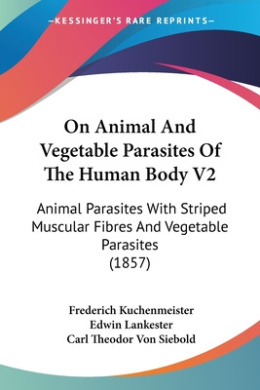 KESSINGER'S RARE REPRINTS
On Animal And
Vegetable Parasites Of
The Human Body V2
Animal Parasites With Striped
Muscular Fibres And Vegetable
Parasites
(1857)
Frederich Kuchenmeister
Edwin Lankester
Carl Theodor Von Siebold